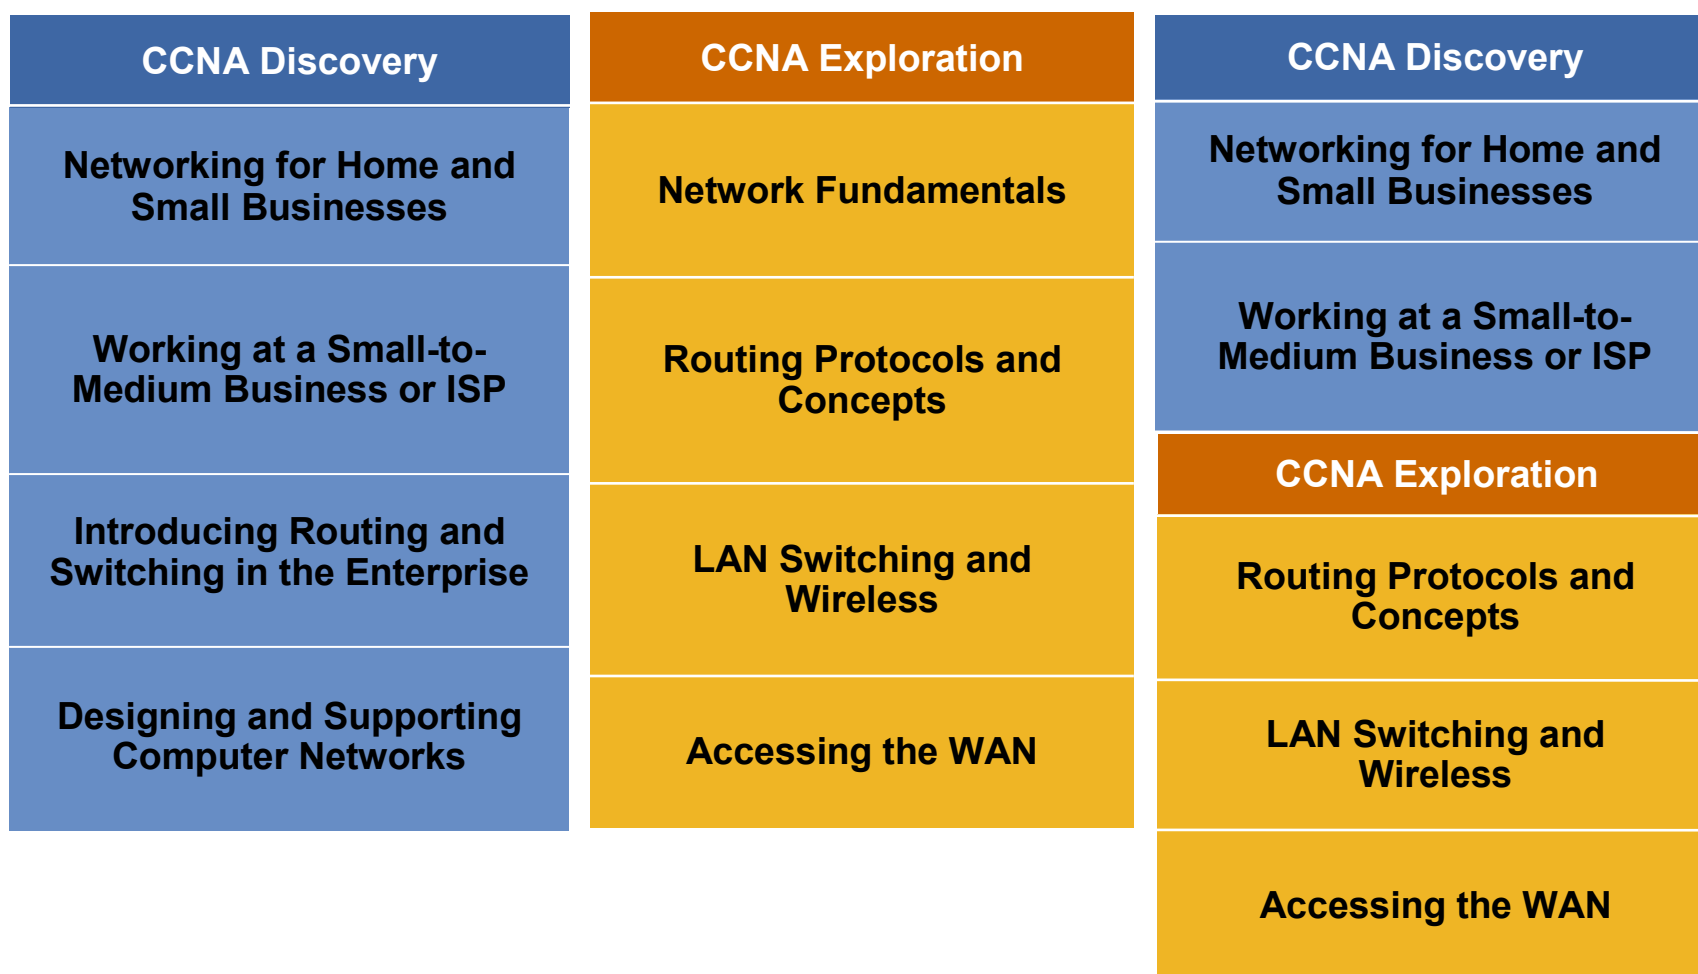 CCNA Discovery
Networking for Home and
Small Businesses
Working at a Small-to-
Medium Business or ISP
Introducing Routing and
Switching in the Enterprise
Designing and Supporting
Computer Networks
CCNA Exploration
Network Fundamentals
Routing Protocols and
Concepts
LAN Switching and
Wireless
Accessing the WAN
CCNA Discovery
Networking for Home and
Small Businesses
Working at a Small-to-
Medium Business or ISP
CCNA Exploration
Routing Protocols and
Concepts
LAN Switching and
Wireless
Accessing the WAN